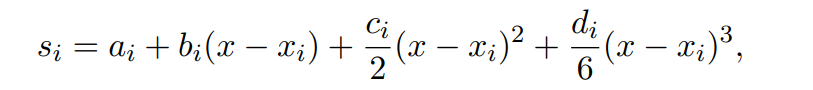 s_i = a_i + b_i(x − x_i) + \frac{c_i}{2}(x − x_i)^2 + \frac{d_i}{6}(x − x_i)^3,